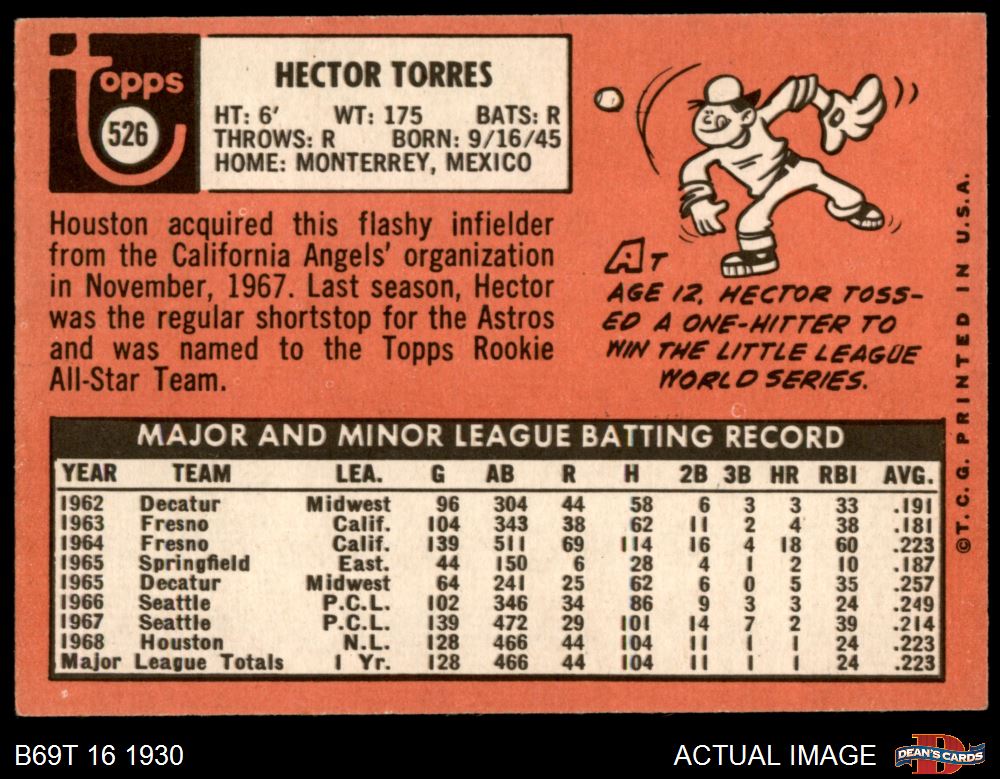 Topps
526
HECTOR TORRES
HT: 6' WT: 175 BATS: R
THROWS: R BORN: 9/16/45
HOME: MONTERREY, MEXICO
Houston acquired this flashy infielder
from the California Angels' organization
in November, 1967. Last season, Hector
was the regular shortstop for the Astros
and was named to the Topps Rookie
All-Star Team.
AT
AGE 12, HECTOR TOSS-
ED A ONE-HITTER TO
WIN THE LITTLE LEAGUE
WORLD SERIES.
©T.C.G. PRINTED IN U.S.A.
MAJOR AND MINOR LEAGUE BATTING RECORD
YEAR TEAM LEA. G AB R H 2B 3B HR RBI AVG.
1962 Decatur Midwest 96 304 44 58 6 3 3 33 .191
1963 Fresno Calif. 104 343 38 62 11 2 4 38 .181
1964 Fresno Calif. 139 511 69 114 16 4 18 60 .223
1965 Springfield East. 44 150 6 28 4 1 2 10 .187
1965 Decatur Midwest 64 241 25 62 6 0 5 35 .257
1966 Seattle P.C.L. 102 346 34 86 9 3 3 24 .249
1967 Seattle P.C.L. 139 472 29 101 14 7 2 39 .214
1968 Houston N.L. 128 466 44 104 11 1 1 24 .223
Major League Totals 1 Yr. 128 466 44 104 11 1 1 24 .223
B69T 16 1930
ACTUAL IMAGE
DEAN'S CARDS